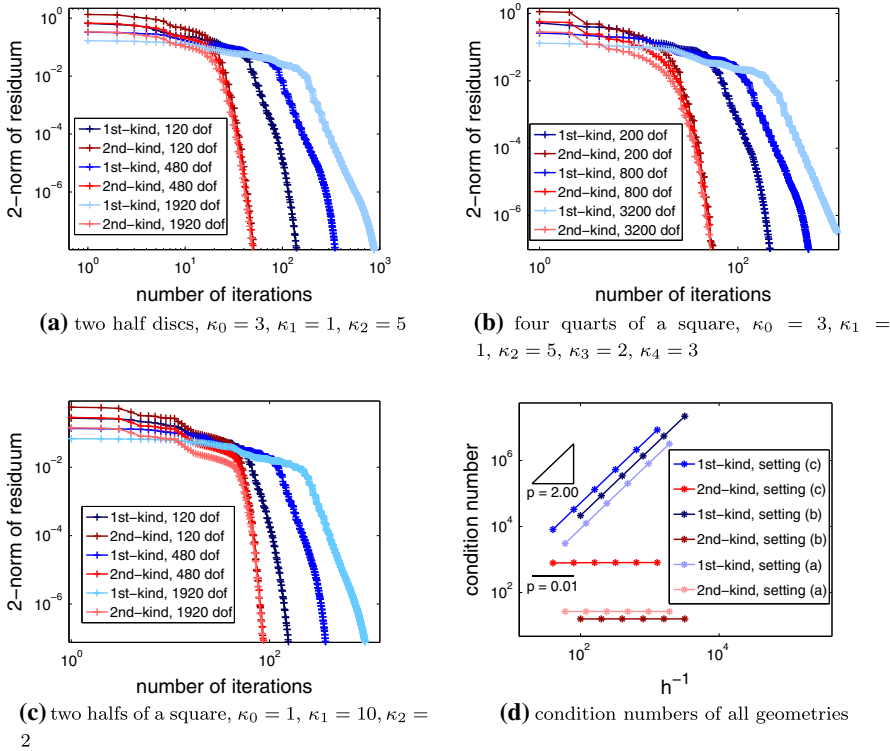 10^0
10^-2
10^-4
10^-6
2-norm of residuum
1st-kind, 120 dof
2nd-kind, 120 dof
1st-kind, 480 dof
2nd-kind, 480 dof
1st-kind, 1920 dof
2nd-kind, 1920 dof
10^0
10^1
10^2
10^3
number of iterations
(a) two half discs, κ0 = 3, κ1 = 1, κ2 = 5
10^0
10^-2
10^-4
10^-6
2-norm of residuum
1st-kind, 200 dof
2nd-kind, 200 dof
1st-kind, 800 dof
2nd-kind, 800 dof
1st-kind, 3200 dof
2nd-kind, 3200 dof
10^0
10^2
number of iterations
(b) four quarts of a square, κ0 = 3, κ1 =
1, κ2 = 5, κ3 = 2, κ4 = 3
10^-2
10^-4
10^-6
2-norm of residuum
1st-kind, 120 dof
2nd-kind, 120 dof
1st-kind, 480 dof
2nd-kind, 480 dof
1st-kind, 1920 dof
2nd-kind, 1920 dof
10^0
10^2
number of iterations
(c) two halfs of a square, κ0 = 1, κ1 = 10, κ2 =
2
10^6
10^4
10^2
condition number
p = 2.00
p = 0.01
1st-kind, setting (c)
2nd-kind, setting (c)
1st-kind, setting (b)
2nd-kind, setting (b)
1st-kind, setting (a)
2nd-kind, setting (a)
10^2
10^4
h^-1
(d) condition numbers of all geometries